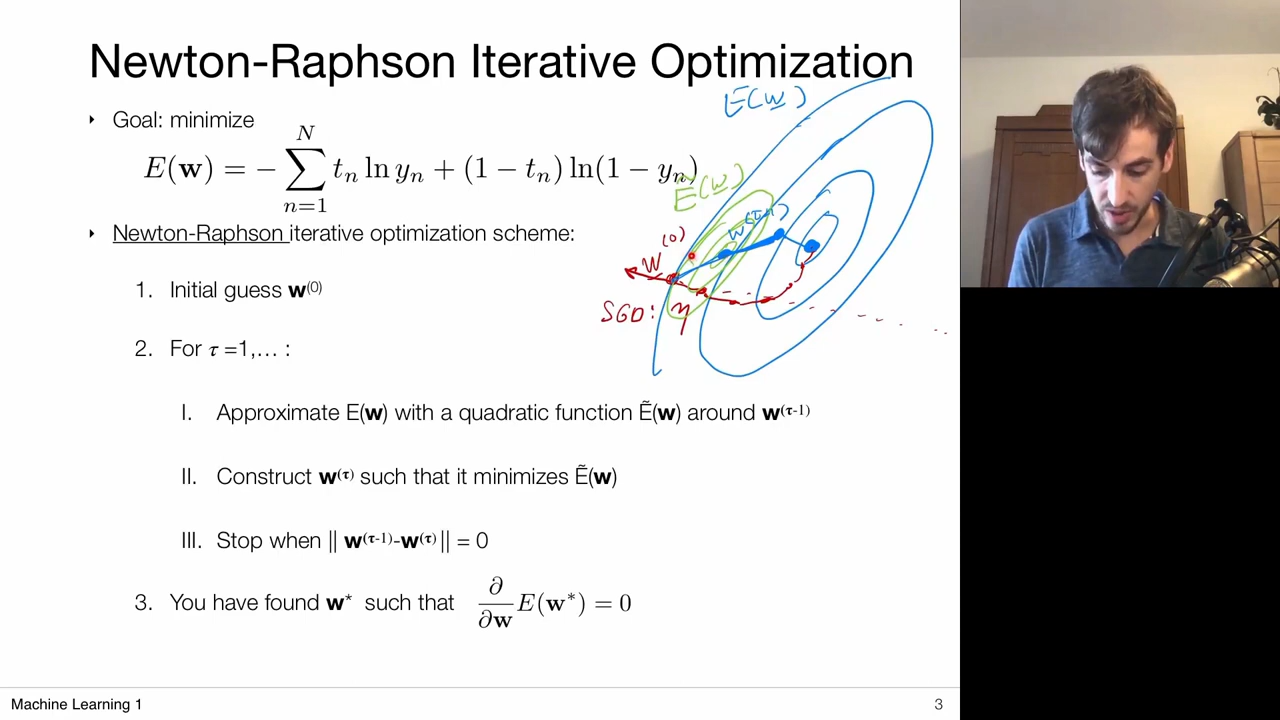 Newton-Raphson Iterative Optimization
‣ Goal: minimize
E(w) = − ∑_{n=1}^{N} t_n ln y_n + (1 − t_n) ln(1 − y_n)
E(w)
Ẽ(w)
w^(0)
SGD: η
‣ Newton-Raphson iterative optimization scheme:
1. Initial guess w^(0)
2. For τ =1,… :
I. Approximate E(w) with a quadratic function Ẽ(w) around w^(τ-1)
II. Construct w^(τ) such that it minimizes Ẽ(w)
III. Stop when || w^(τ-1)-w^(τ) || = 0
3. You have found w* such that ∂/∂w E(w*) = 0
Machine Learning 1
3